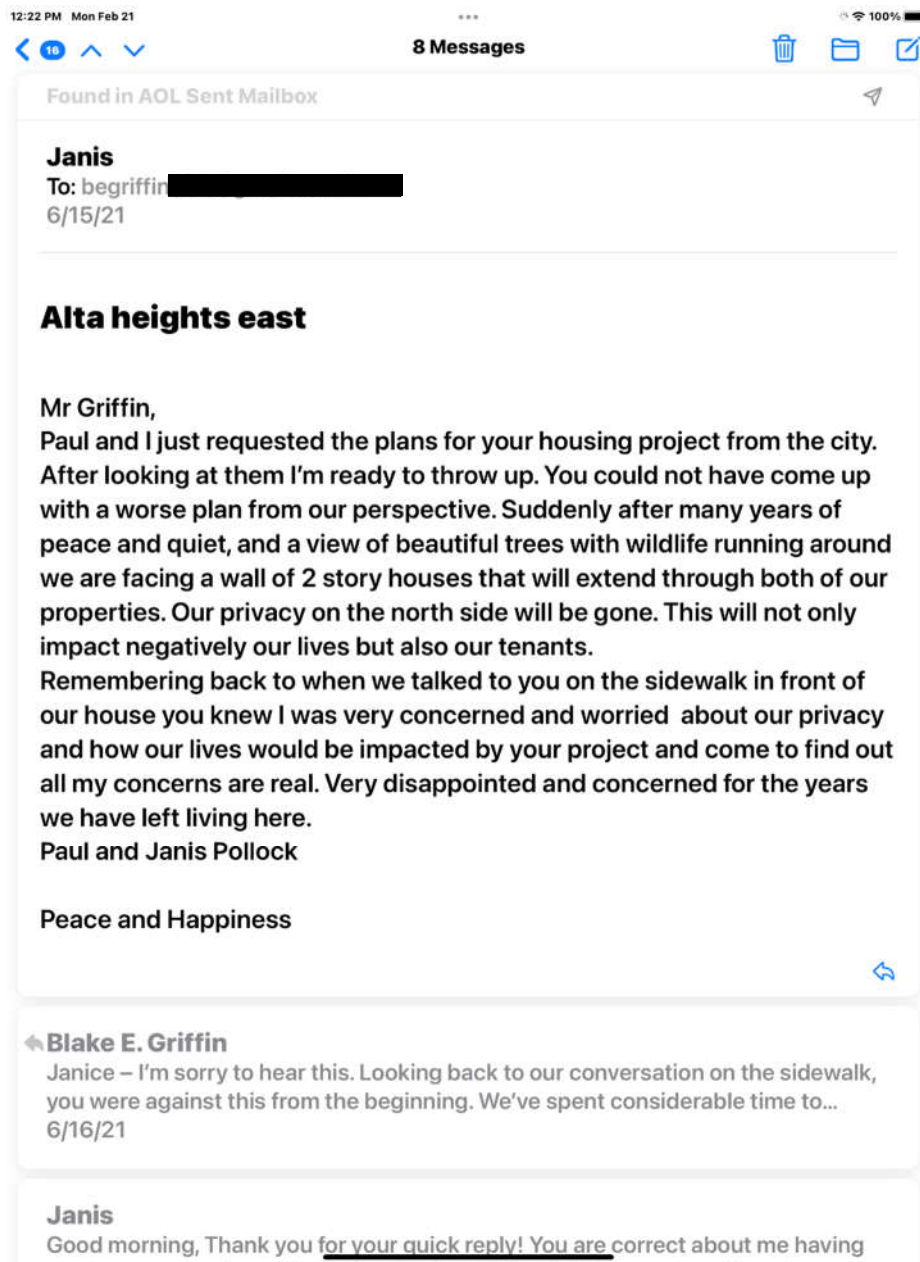 12:22 PM Mon Feb 21
100%
16
8 Messages
Found in AOL Sent Mailbox
Janis
To: begriffin
6/15/21
Alta heights east
Mr Griffin,
Paul and I just requested the plans for your housing project from the city.
After looking at them I'm ready to throw up. You could not have come up
with a worse plan from our perspective. Suddenly after many years of
peace and quiet, and a view of beautiful trees with wildlife running around
we are facing a wall of 2 story houses that will extend through both of our
properties. Our privacy on the north side will be gone. This will not only
impact negatively our lives but also our tenants.
Remembering back to when we talked to you on the sidewalk in front of
our house you knew I was very concerned and worried about our privacy
and how our lives would be impacted by your project and come to find out
all my concerns are real. Very disappointed and concerned for the years
we have left living here.
Paul and Janis Pollock
Peace and Happiness
Blake E. Griffin
Janice – I'm sorry to hear this. Looking back to our conversation on the sidewalk,
you were against this from the beginning. We've spent considerable time to...
6/16/21
Janis
Good morning, Thank you for your quick reply! You are correct about me having